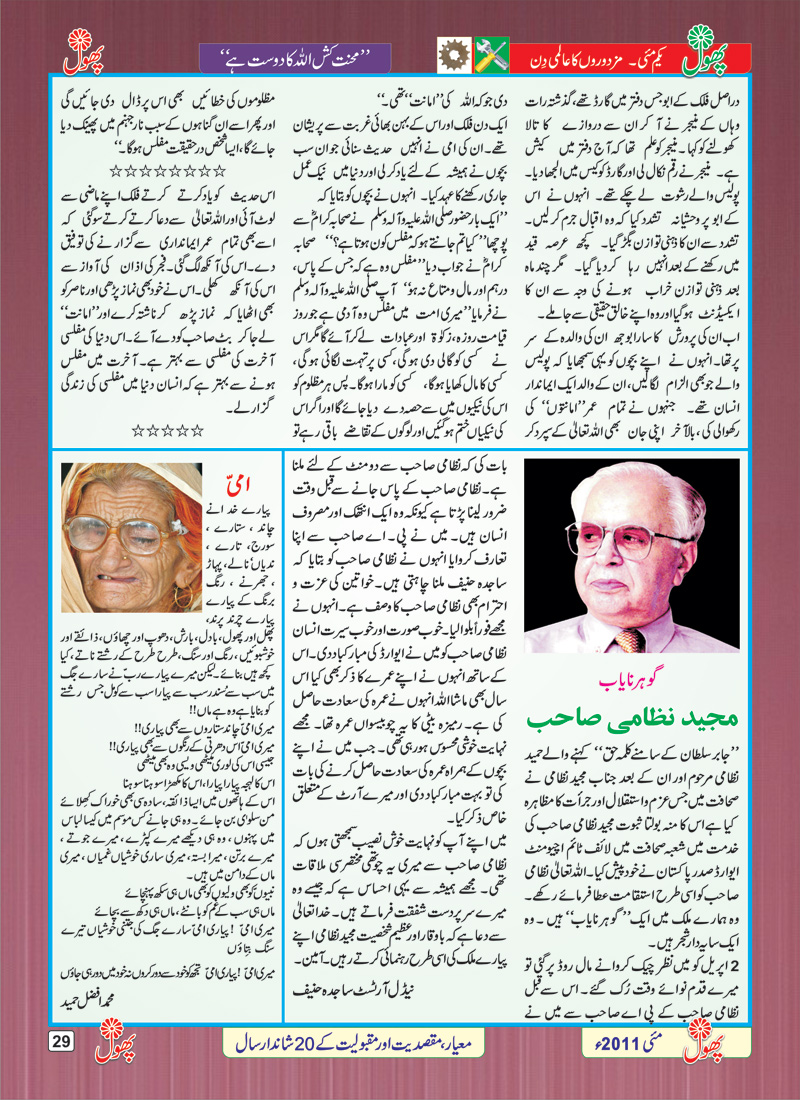 پھول
یکم مئی۔ مزدوروں کا عالمی دِن
’’محنت کش اللہ کا دوست ہے‘‘
پھول
دراصل فلک کے ابو جس دفتر میں گارڈ تھے، گذشتہ رات
وہاں کے منیجر نے آ کر ان سے دروازے کا تالا
کھولنے کو کہا۔ منیجر کو علم تھا کہ آج دفتر میں کیش
ہے۔ منیجر نے رقم نکال لی اور گارڈ کو کیس میں الجھا دیا۔
پولیس والے رشوت لے چکے تھے۔ انہوں نے اس
کے ابو پر وحشیانہ تشدد کیا کہ وہ اقبال جرم کر لیں۔
تشدد سے ان کا ذہنی توازن بگڑ گیا۔ کچھ عرصہ قید
میں رکھنے کے بعد انہیں رہا کر دیا گیا۔ مگر چند ماہ
بعد ذہنی توازن خراب ہونے کی وجہ سے ان کا
ایکسیڈنٹ ہو گیا اور وہ اپنے خالق حقیقی سے جا ملے۔
اب ان کی پرورش کا سارا بوجھ ان کی والدہ کے سر
پر تھا۔ انہوں نے اپنے بچوں کو یہی سمجھایا کہ پولیس
والے جو بھی الزام لگا لیں، ان کے والد ایک ایماندار
انسان تھے۔ جنہوں نے تمام عمر ’’امانتوں‘‘ کی
رکھوالی کی، بالآخر اپنی جان بھی اللہ تعالیٰ کے سپرد کر
دی جو کہ اللہ کی ’’امانت‘‘ تھی۔‘‘
ایک دن فلک اور اس کے بہن بھائی غربت سے پریشان
تھے۔ ان کی امی نے انہیں حدیث سنائی جو ان سب
بچوں نے ہمیشہ کے لئے یاد کر لی اور دنیا میں نیک عمل
جاری رکھنے کا عہد کیا۔ انہوں نے بچوں کو بتایا کہ
’’ایک بار حضور صلی اللہ علیہ وآلہ وسلم نے صحابہ کرامؓ سے
پوچھا ’’کیا تم جانتے ہو کہ مفلس کون ہوتا ہے؟‘‘ صحابہ
کرامؓ نے جواب دیا ’’مفلس وہ ہے کہ جس کے پاس،
درہم اور مال و متاع نہ ہو‘‘ آپ صلی اللہ علیہ وآلہ وسلم
نے فرمایا ’’میری امت میں مفلس وہ آدمی ہے جو روز
قیامت روزہ، زکوٰۃ اور عبادات لے کر آئے گا مگر اس
نے کسی کو گالی دی ہو گی، کسی پر تہمت لگائی ہو گی،
کسی کا مال کھایا ہو گا، کسی کو مارا ہو گا۔ پس ہر مظلوم کو
اس کی نیکیوں میں سے حصہ دے دیا جائے گا اور اگر اس
کی نیکیاں ختم ہو گئیں اور لوگوں کے تقاضے باقی رہے تو
مظلوموں کی خطائیں بھی اس پر ڈال دی جائیں گی
اور پھر اسے ان گناہوں کے سبب نار جہنم میں پھینک دیا
جائے گا، ایسا شخص در حقیقت مفلس ہو گا۔‘‘
☆☆☆☆☆☆☆☆☆
اس حدیث کو یاد کرتے کرتے فلک اپنے ماضی سے
لوٹ آئی اور اللہ تعالیٰ سے دعا کرتے کرتے سو گئی کہ
اسے بھی تمام عمر ایمانداری سے گزارنے کی توفیق
دے۔ اس کی آنکھ لگ گئی۔ فجر کی اذان کی آواز سے
اس کی آنکھ کھلی۔ اس نے خود بھی نماز پڑھی اور ناصر کو
بھی اٹھایا کہ نماز پڑھ کر ناشتہ کرے اور ’’امانت‘‘
لے جا کر بٹ صاحب کو دے آئے۔ اس دنیا کی مفلسی
آخرت کی مفلسی سے بہتر ہے۔ آخرت میں مفلس
ہونے سے بہتر ہے کہ انسان دنیا میں مفلسی کی زندگی
گزار لے۔
☆☆☆☆☆
گوہر نایاب
مجید نظامی صاحب
’’جابر سلطان کے سامنے کلمہ حق‘‘ کہنے والے حمید
نظامی مرحوم اور ان کے بعد جناب مجید نظامی نے
صحافت میں جس عزم و استقلال اور جرأت کا مظاہرہ
کیا ہے اس کا منہ بولتا ثبوت مجید نظامی صاحب کی
خدمت میں شعبہ صحافت میں لائف ٹائم اچیومنٹ
ایوارڈ صدر پاکستان نے خود پیش کیا۔ اللہ تعالیٰ نظامی
صاحب کو اسی طرح استقامت عطا فرمائے رکھے۔
وہ ہمارے ملک میں ایک ’’گوہر نایاب‘‘ ہیں۔ وہ
ایک سایہ دار شجر ہیں۔
2 اپریل کو میں نظر چیک کروانے مال روڈ پر گئی تو
میرے قدم نوائے وقت رُک گئے۔ اس سے قبل
نظامی صاحب کے پی اے صاحب سے میں نے
بات کی کہ نظامی صاحب سے دو منٹ کے لئے ملنا
ہے۔ نظامی صاحب کے پاس جانے سے قبل وقت
ضرور لینا پڑتا ہے کیونکہ وہ ایک انتھک اور مصروف
انسان ہیں۔ میں نے پی۔ اے صاحب سے اپنا
تعارف کروایا انہوں نے نظامی صاحب کو بتایا کہ
ساجدہ حنیف ملنا چاہتی ہیں۔ خواتین کی عزت و
احترام بھی نظامی صاحب کا وصف ہے۔ انہوں نے
مجھے فوراً بلوا لیا۔ خوب صورت اور خوب سیرت انسان
نظامی صاحب کو میں نے ایوارڈ کی مبارکباد دی۔ اس
کے ساتھ انہوں نے اپنے عمرے کا ذکر بھی کیا اس
سال بھی ماشا اللہ انہوں نے عمرہ کی سعادت حاصل
کی ہے۔ رمیزہ بیٹی کا یہ چوبیسواں عمرہ تھا۔ مجھے
نہایت خوشی محسوس ہو رہی تھی۔ جب میں نے اپنے
بچوں کے ہمراہ عمرہ کی سعادت حاصل کرنے کی بات
کی تو بہت مبارکباد دی اور میرے آرٹ کے متعلق
خاص ذکر کیا۔
میں اپنے آپ کو نہایت خوش نصیب سمجھتی ہوں کہ
نظامی صاحب سے میری یہ چوتھی مختصر سی ملاقات
تھی۔ مجھے ہمیشہ سے یہی احساس ہے کہ جیسے وہ
میرے سر پر دست شفقت فرماتے ہیں۔ خدا تعالیٰ
سے دعا ہے کہ باوقار اور عظیم شخصیت مجید نظامی اپنے
پیارے ملک کی اسی طرح رہنمائی کرتے رہیں۔ آمین۔
نیڈل آرٹسٹ ساجدہ حنیف
امیّ
پیارے خدا نے
چاند، ستارے،
سورج، تارے،
ندیاں نالے، پہاڑ
، جھرنے، رنگ
برنگ کے پیارے
پیارے چرند پرند،
پھل اور پھول، بادل، بارش، دھوپ اور چھاؤں، ذائقے اور
خوشبوئیں، رنگ اور سنگ، طرح طرح کے رشتے ناتے، کیا
کچھ ہیں بنائے۔ لیکن میرے پیارے ربّ نے سارے جگ
میں سب سے سندر سب سے پیارا سب سے کومل جس رشتے
کو بنایا ہے وہ ہے ماں!!
میری امیّ چاند ستاروں سے بھی پیاری!!
میری امیّ اس دھرتی کے رنگوں سے بھی پیاری!!
جیسی اس کی لوری میٹھی ویسی وہ بھی میٹھی
اس کا لہجہ پیارا پیارا، اس کا مکھڑا سوہنا سوہنا
اس کے ہاتھوں میں ایسا ذائقہ، سادہ سی بھی خوراک کھلائے
من سلویٰ بن جائے۔ وہ ہی جانے کس موسم میں کیسا لباس
میں پہنوں، وہ ہی دیکھے میرے کپڑے، میرے جوتے،
میرے برتن، میرا بستہ، میری ساری خوشیاں غمیاں، میری
ماں کے دامن میں ہیں۔
نبیوں کو بھی ولیوں کو بھی ماں ہی سکھ پہنچائے
ماں ہی سب کے غم کو بانٹے، ماں ہی دکھ سے بچائے
میری امیّ! پیاری امیّ سارے جگ کی جتنی خوشیاں تیرے
سنگ بتاؤں
میری امیّ! پیاری امیّ تجھ کو خود سے دور کروں نہ خود میں دور ہی جاؤں
محمد افضل حمید
پھول
مئی 2011ء
معیار، مقصدیت اور مقبولیت کے 20 شاندار سال
پھول
29